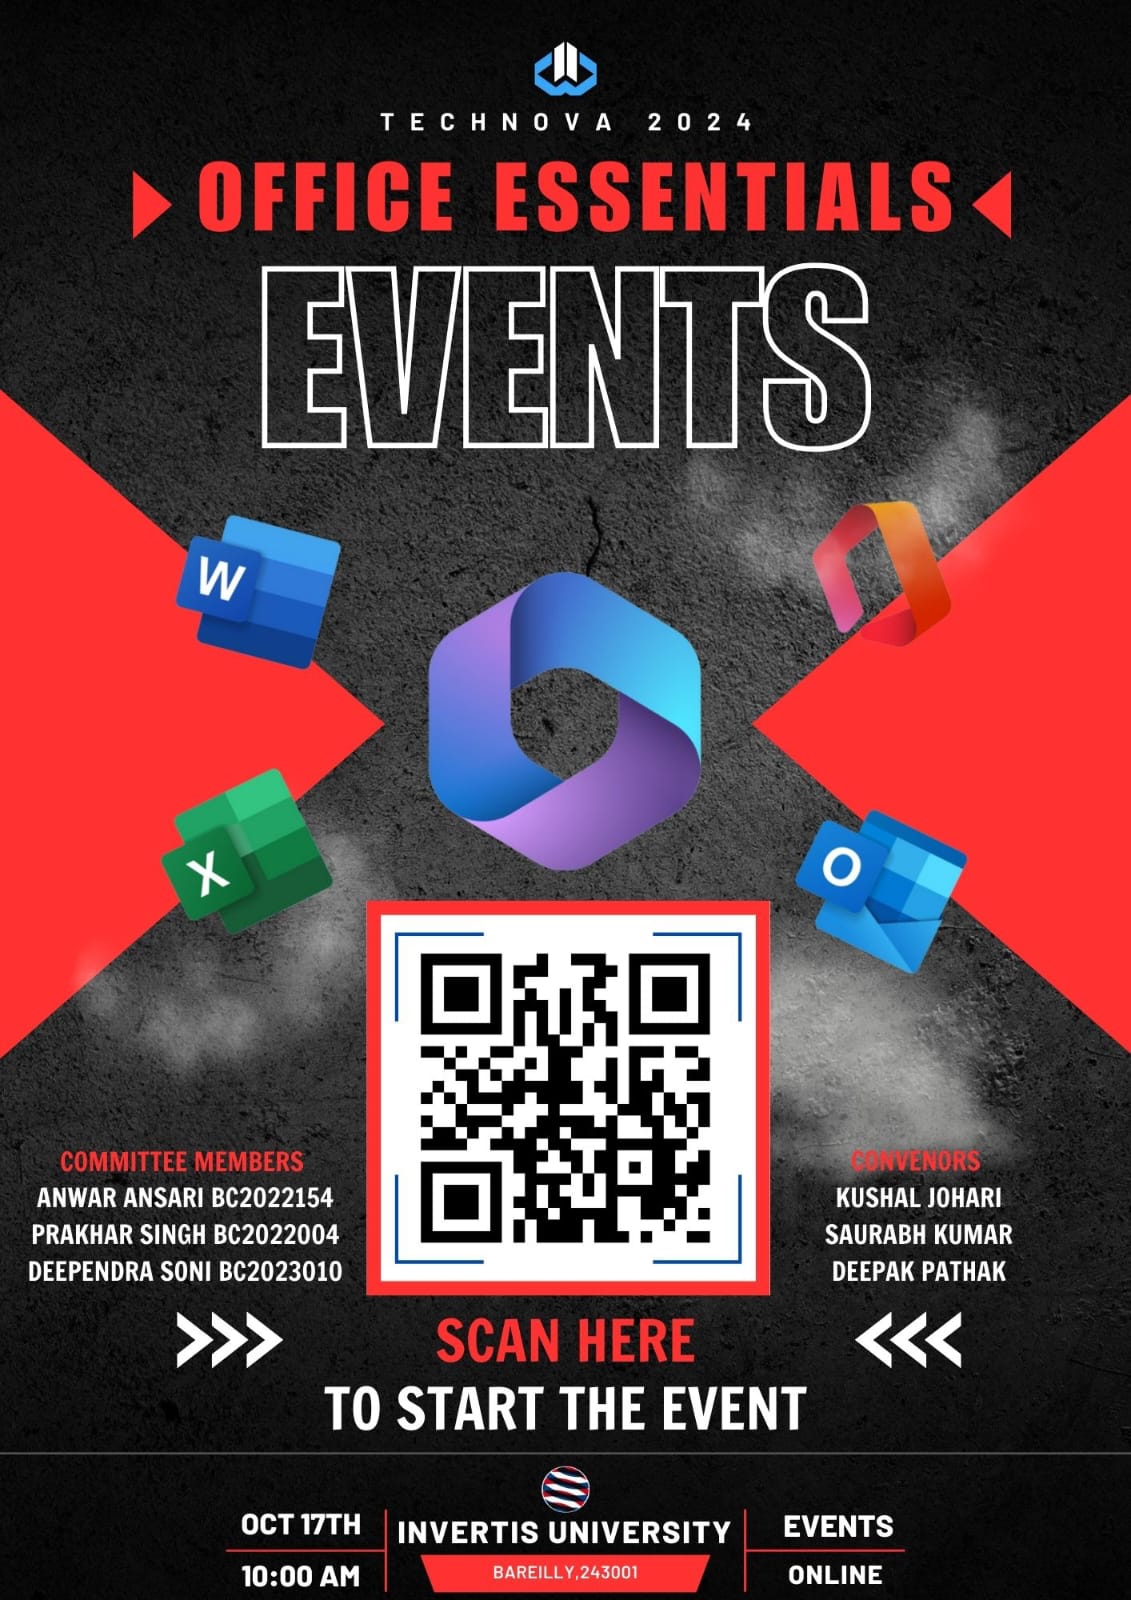 TECHNOVA 2024
OFFICE ESSENTIALS
EVENTS
W
X
O
COMMITTEE MEMBERS
ANWAR ANSARI BC2022154
PRAKHAR SINGH BC2022004
DEEPENDRA SONI BC2023010
CONVENORS
KUSHAL JOHARI
SAURABH KUMAR
DEEPAK PATHAK
SCAN HERE
TO START THE EVENT
OCT 17TH
10:00 AM
INVERTIS UNIVERSITY
BAREILLY,243001
EVENTS
ONLINE